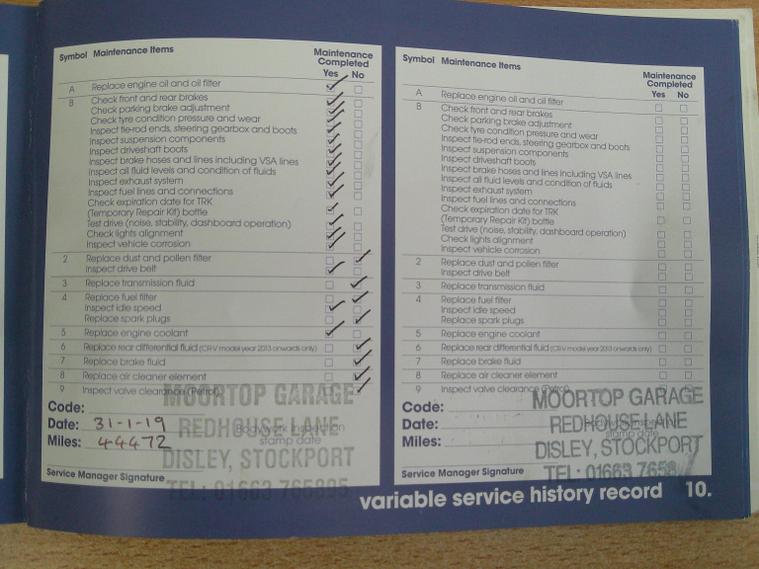 Symbol Maintenance Items Maintenance Completed
Yes No
A Replace engine oil and oil filter
B Check front and rear brakes
Check parking brake adjustment
Check tyre condition pressure and wear
Inspect tie-rod ends, steering gearbox and boots
Inspect suspension components
Inspect driveshaft boots
Inspect brake hoses and lines including VSA lines
Inspect all fluid levels and condition of fluids
Inspect exhaust system
Inspect fuel lines and connections
Check expiration date for TRK
(Temporary Repair Kit) bottle
Test drive (noise, stability, dashboard operation)
Check lights alignment
Inspect vehicle corrosion
2 Replace dust and pollen filter
Inspect drive belt
3 Replace transmission fluid
4 Replace fuel filter
Inspect idle speed
Replace spark plugs
5 Replace engine coolant
6 Replace rear differential fluid (CR-V model year 2013 onwards only)
7 Replace brake fluid
8 Replace air cleaner element
9 Inspect valve clearance (Petrol)
Code:
Date: 31-1-19
Miles: 44472
Service Manager Signature
MOORTOP GARAGE
REDHOUSE LANE
DISLEY, STOCKPORT
TEL: 01663 765895
stamp date
Symbol Maintenance Items Maintenance Completed
Yes No
A Replace engine oil and oil filter
B Check front and rear brakes
Check parking brake adjustment
Check tyre condition pressure and wear
Inspect tie-rod ends, steering gearbox and boots
Inspect suspension components
Inspect driveshaft boots
Inspect brake hoses and lines including VSA lines
Inspect all fluid levels and condition of fluids
Inspect exhaust system
Inspect fuel lines and connections
Check expiration date for TRK
(Temporary Repair Kit) bottle
Test drive (noise, stability, dashboard operation)
Check lights alignment
Inspect vehicle corrosion
2 Replace dust and pollen filter
Inspect drive belt
3 Replace transmission fluid
4 Replace fuel filter
Inspect idle speed
Replace spark plugs
5 Replace engine coolant
6 Replace rear differential fluid (CR-V model year 2013 onwards only)
7 Replace brake fluid
8 Replace air cleaner element
9 Inspect valve clearance (Petrol)
Code:
Date:
Miles:
Service Manager Signature
MOORTOP GARAGE
REDHOUSE LANE
DISLEY, STOCKPORT
TEL: 01663 7658
stamp date
variable service history record 10.